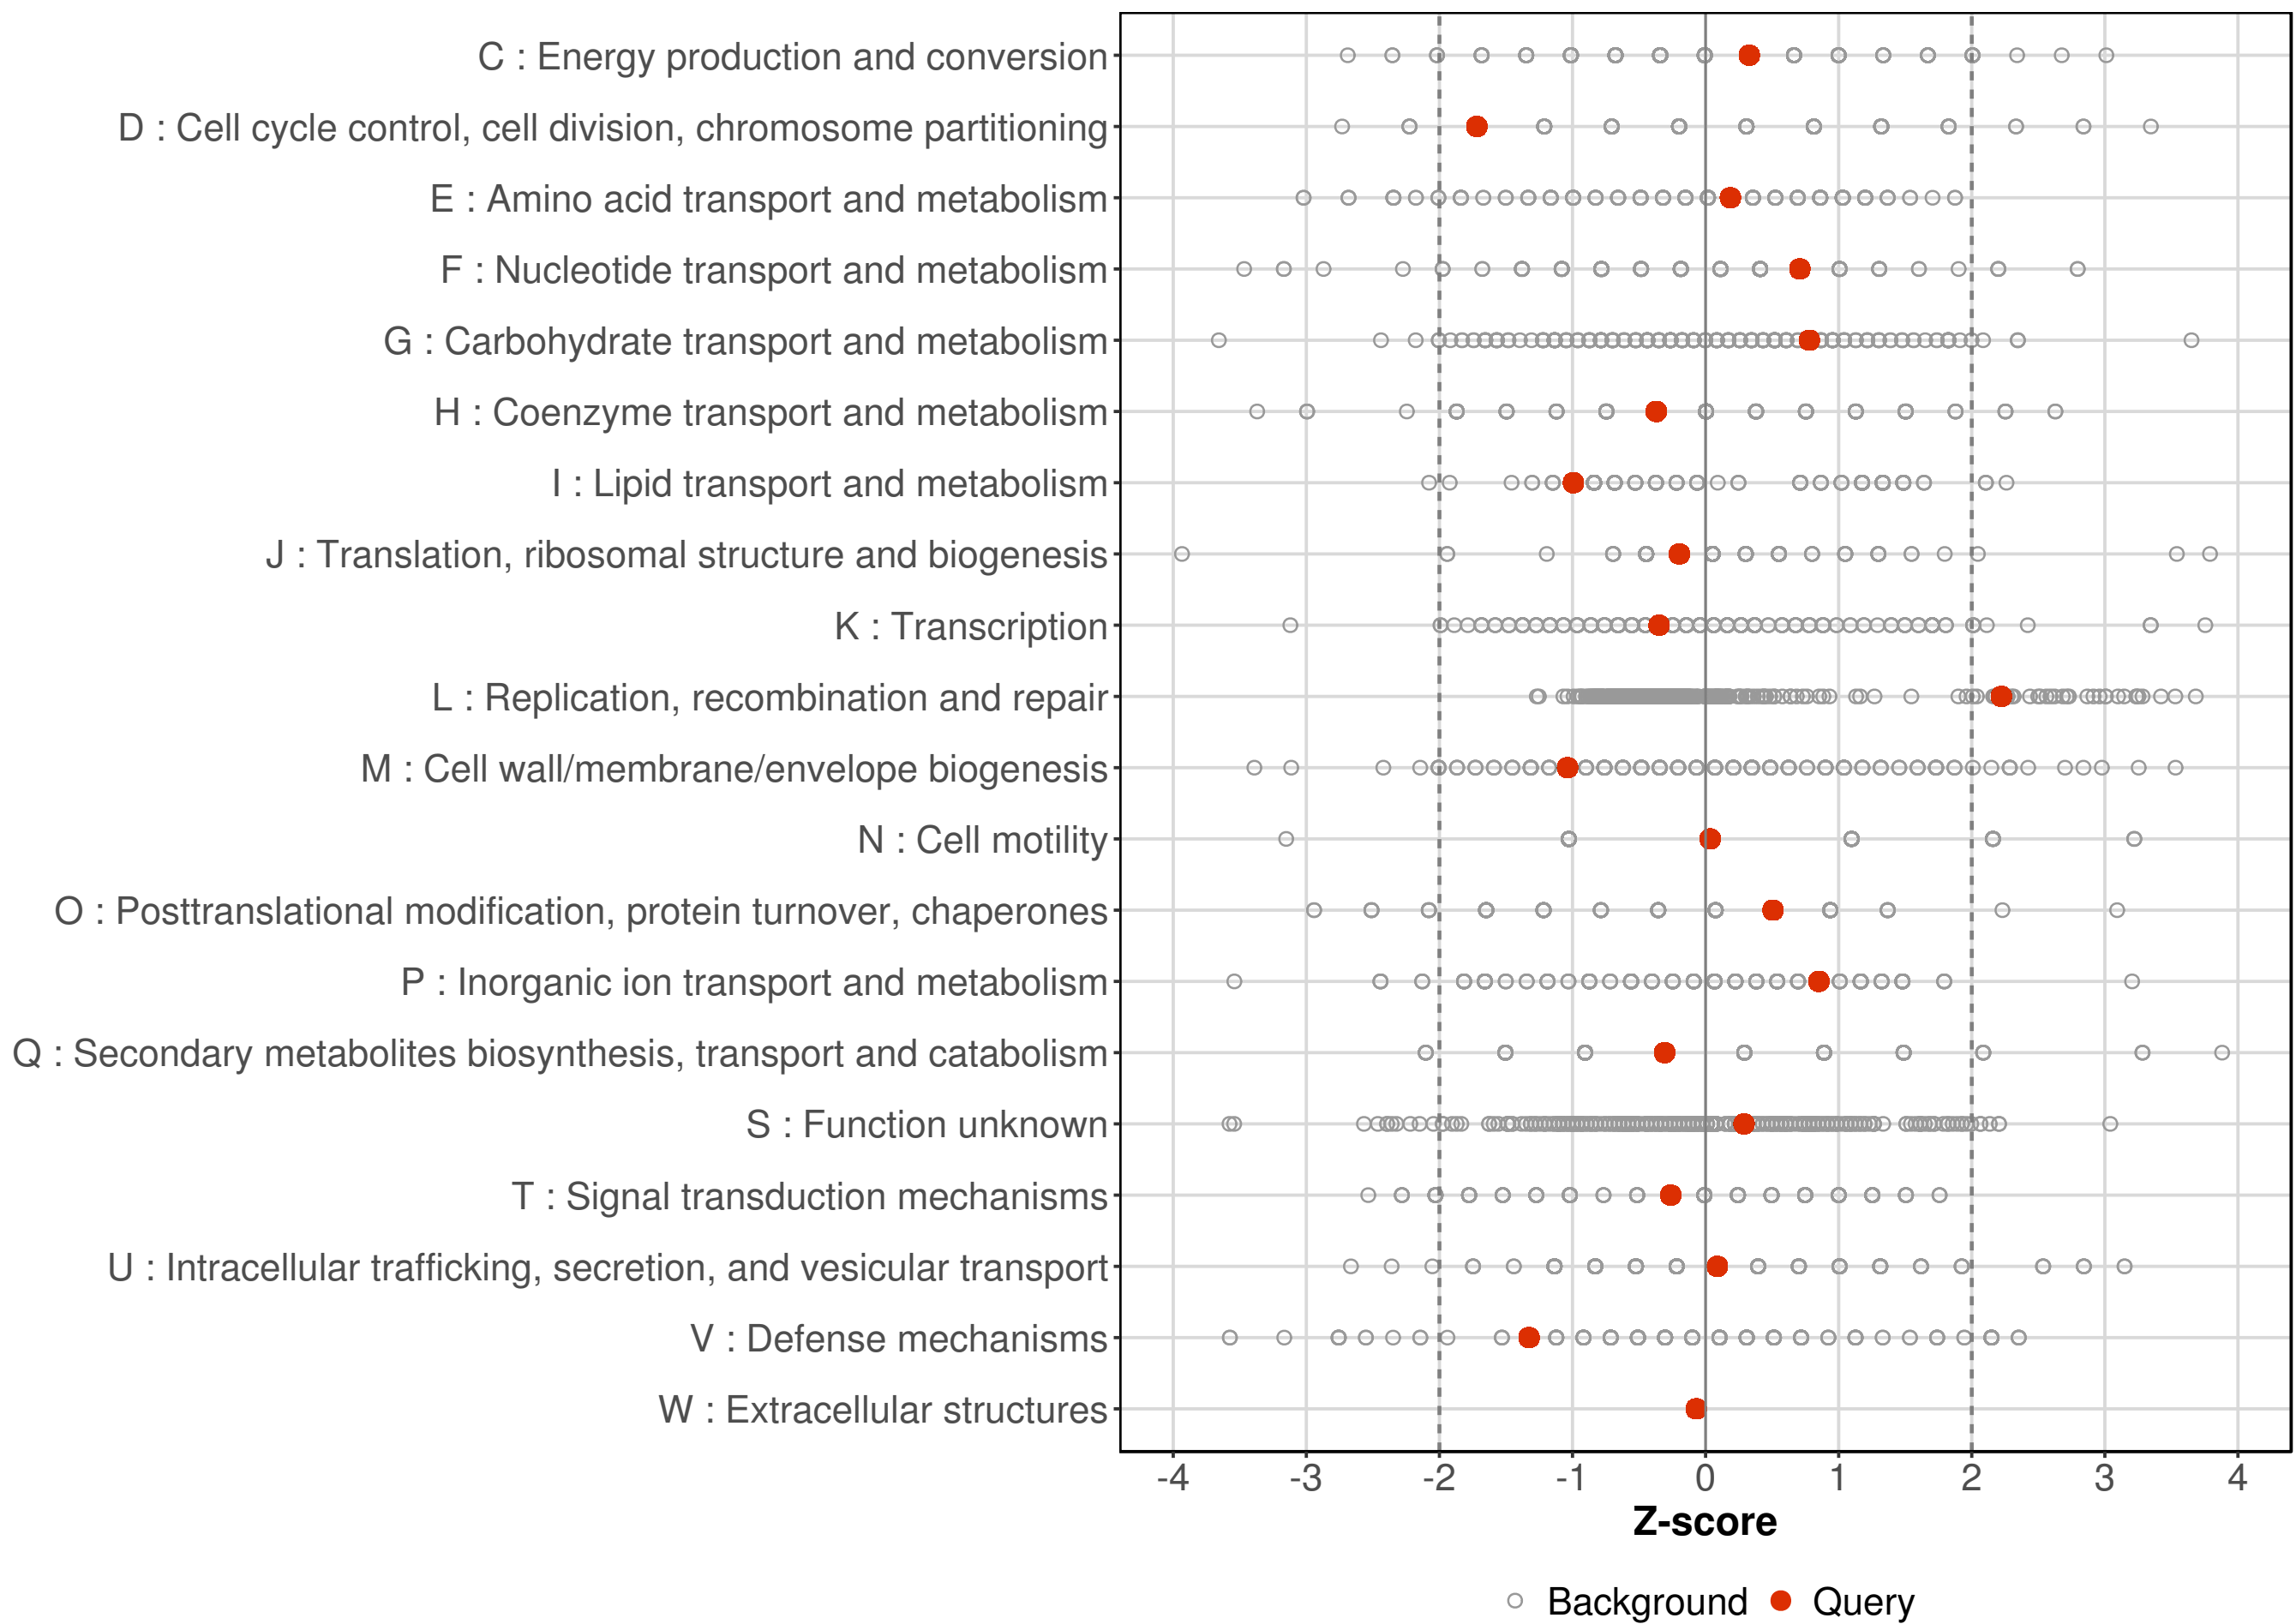 C : Energy production and conversion
D : Cell cycle control, cell division, chromosome partitioning
E : Amino acid transport and metabolism
F : Nucleotide transport and metabolism
G : Carbohydrate transport and metabolism
H : Coenzyme transport and metabolism
I : Lipid transport and metabolism
J : Translation, ribosomal structure and biogenesis
K : Transcription
L : Replication, recombination and repair
M : Cell wall/membrane/envelope biogenesis
N : Cell motility
O : Posttranslational modification, protein turnover, chaperones
P : Inorganic ion transport and metabolism
Q : Secondary metabolites biosynthesis, transport and catabolism
S : Function unknown
T : Signal transduction mechanisms
U : Intracellular trafficking, secretion, and vesicular transport
V : Defense mechanisms
W : Extracellular structures
-4 -3 -2 -1 0 1 2 3 4
Z-score
Background Query